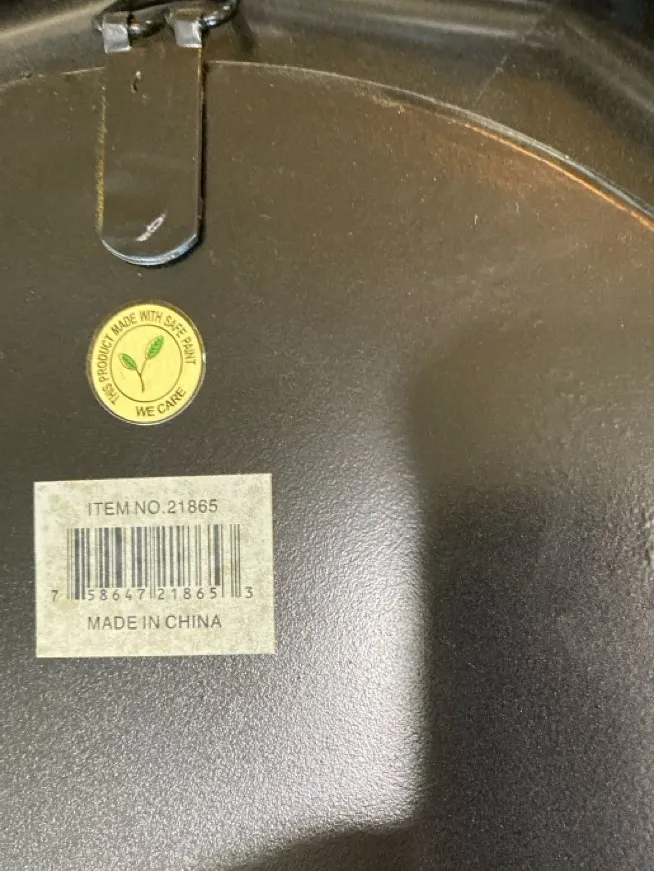 THIS PRODUCT MADE WITH SAFE PAINT
WE CARE
ITEM NO.21865
7 58647 21865 3
MADE IN CHINA